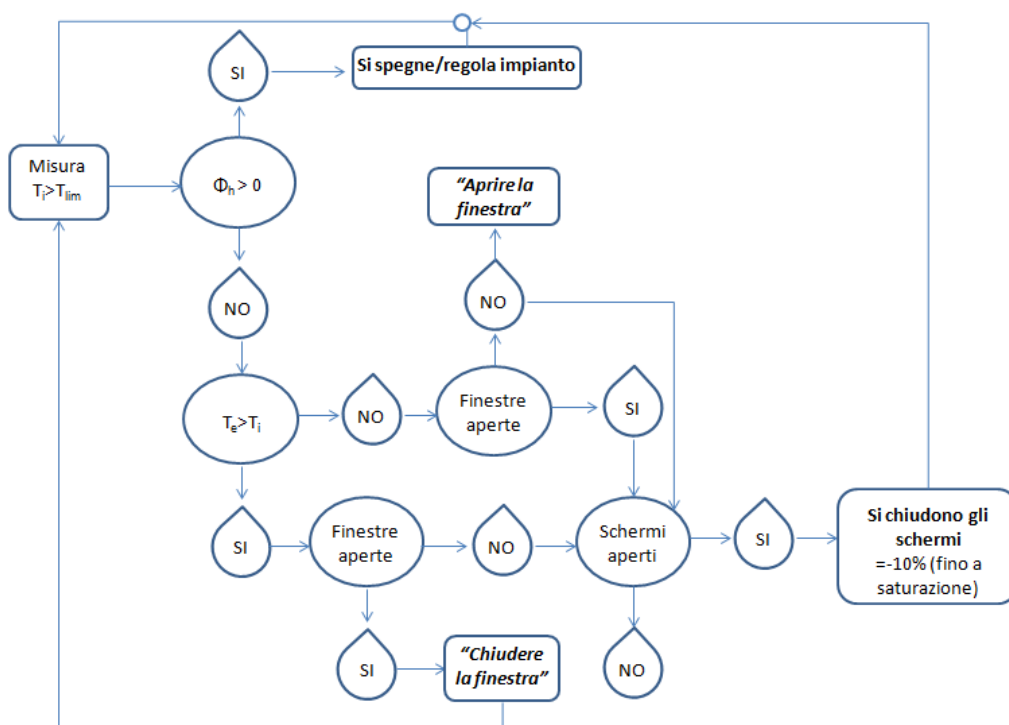 SI
Si spegne/regola impianto
Misura
Ti>Tlim
Φh > 0
"Aprire la
finestra"
NO
NO
Te>Ti
NO
Finestre
aperte
SI
SI
Finestre
aperte
NO
Schermi
aperti
SI
Si chiudono gli
schermi
=-10% (fino a
saturazione)
SI
"Chiudere
la finestra"
NO